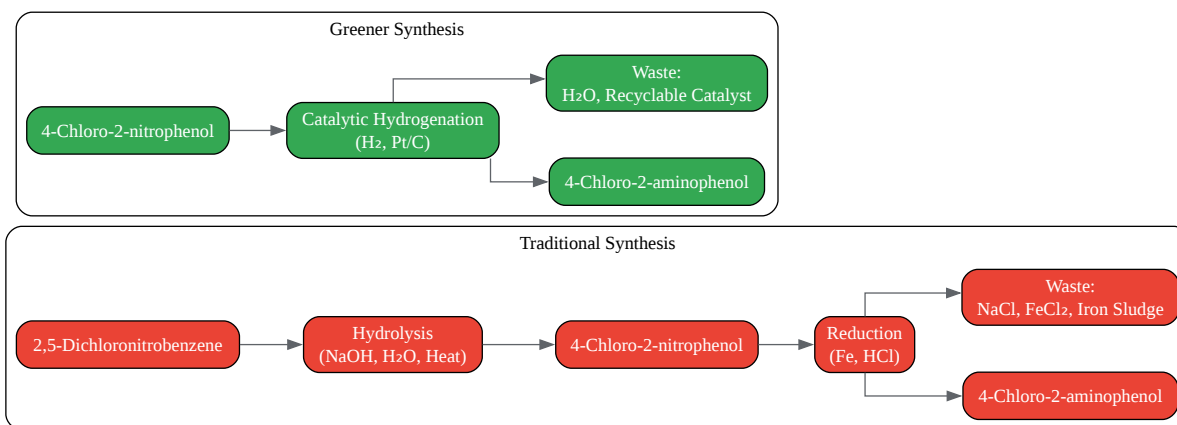 Greener Synthesis
4-Chloro-2-nitrophenol
Catalytic Hydrogenation
(H₂, Pt/C)
Waste:
H₂O, Recyclable Catalyst
4-Chloro-2-aminophenol
Traditional Synthesis
2,5-Dichloronitrobenzene
Hydrolysis
(NaOH, H₂O, Heat)
4-Chloro-2-nitrophenol
Reduction
(Fe, HCl)
Waste:
NaCl, FeCl₂, Iron Sludge
4-Chloro-2-aminophenol